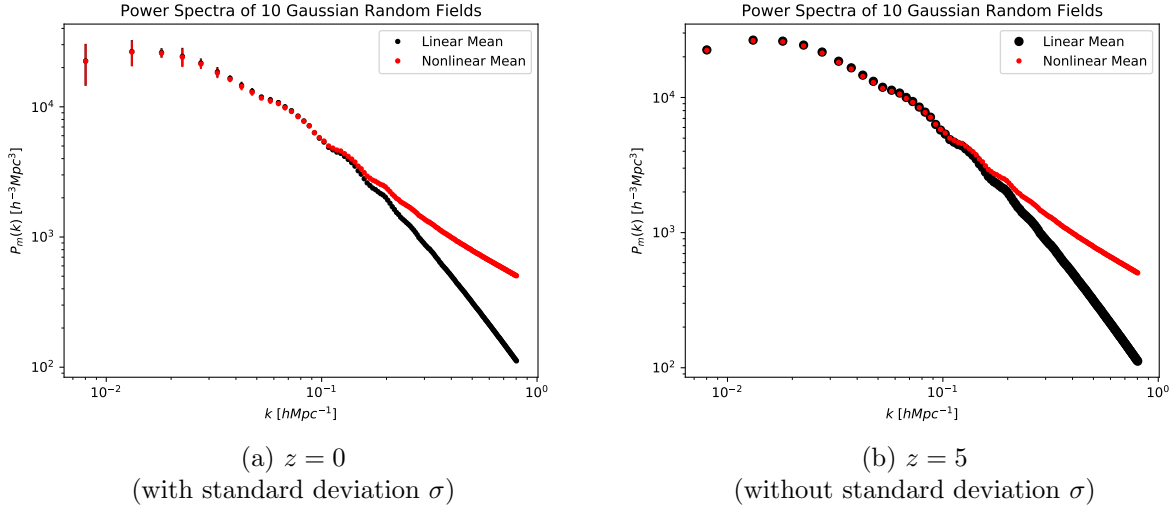 Power Spectra of 10 Gaussian Random Fields
Linear Mean
Nonlinear Mean
P_m(k) [h^{-3}Mpc^3]
10^4
10^3
10^2
10^{-2}
10^{-1}
10^0
k [hMpc^{-1}]
(a) z = 0
(with standard deviation σ)
Power Spectra of 10 Gaussian Random Fields
Linear Mean
Nonlinear Mean
P_m(k) [h^{-3}Mpc^3]
10^4
10^3
10^2
10^{-2}
10^{-1}
10^0
k [hMpc^{-1}]
(b) z = 5
(without standard deviation σ)